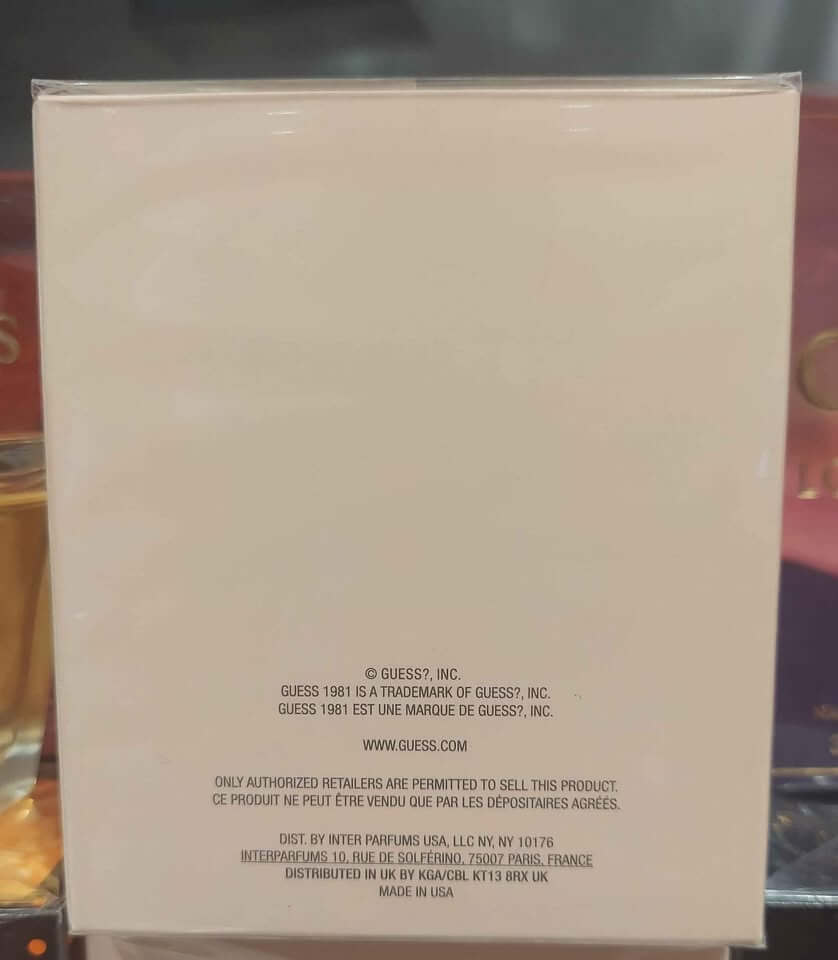 © GUESS?, INC.
GUESS 1981 IS A TRADEMARK OF GUESS?, INC.
GUESS 1981 EST UNE MARQUE DE GUESS?, INC.
WWW.GUESS.COM
ONLY AUTHORIZED RETAILERS ARE PERMITTED TO SELL THIS PRODUCT.
CE PRODUIT NE PEUT ÊTRE VENDU QUE PAR LES DÉPOSITAIRES AGRÉÉS.
DIST. BY INTER PARFUMS USA, LLC NY, NY 10176
INTERPARFUMS 10, RUE DE SOLFÉRINO, 75007 PARIS, FRANCE
DISTRIBUTED IN UK BY KGA/CBL KT13 8RX UK
MADE IN USA